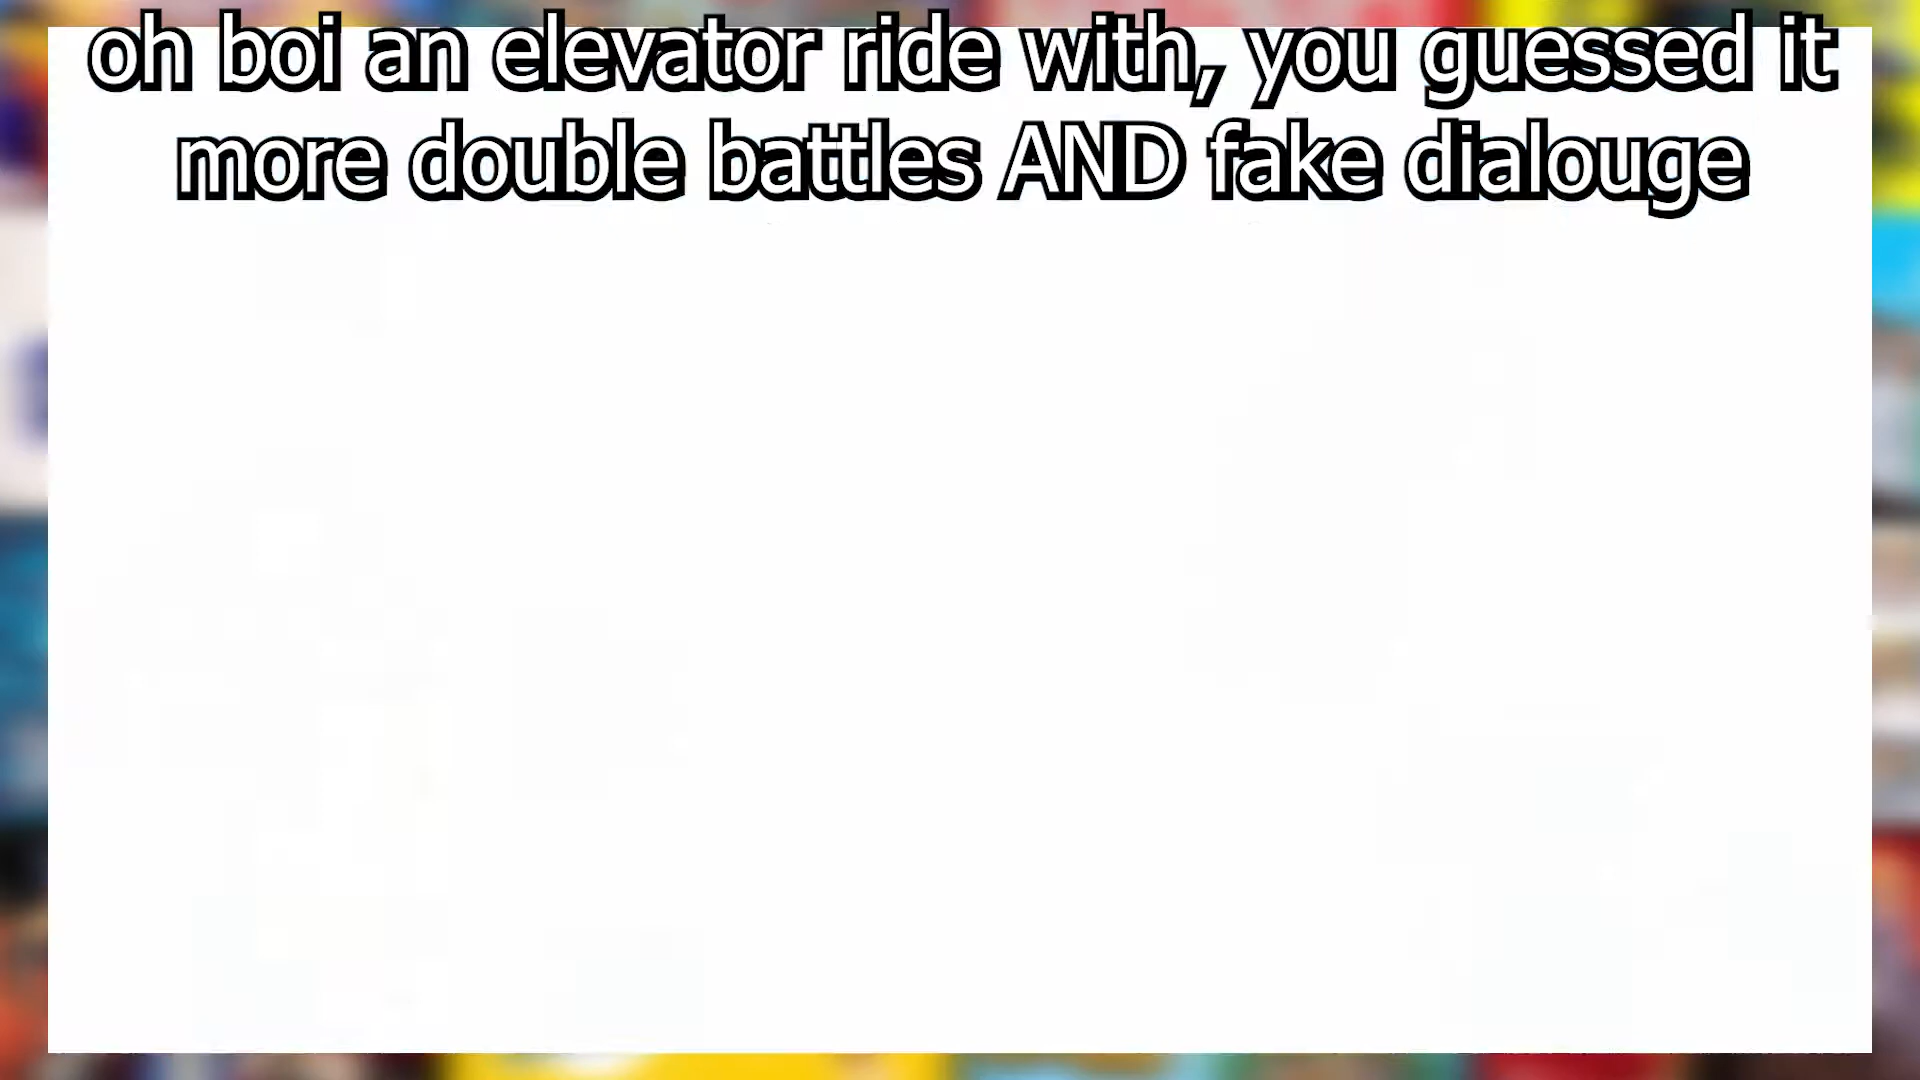 oh boi an elevator ride with, you guessed it
more double battles AND fake dialouge